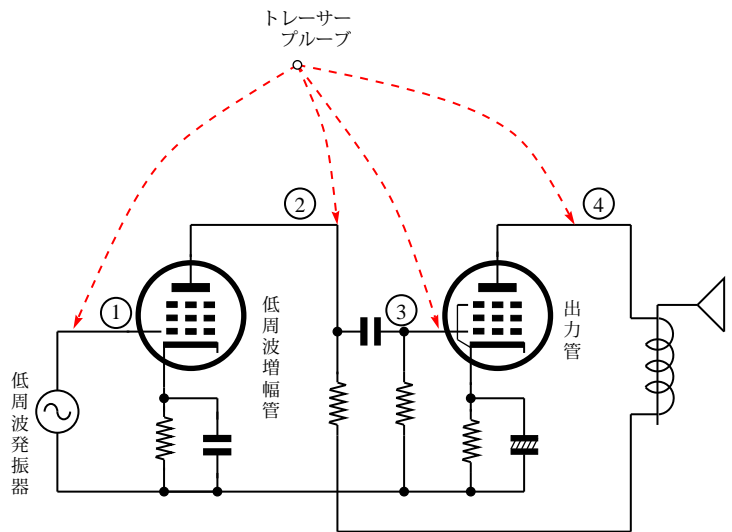 トレーサー
プルーブ
②
④
①
③
低周波増幅管
出力管
低周波発振器